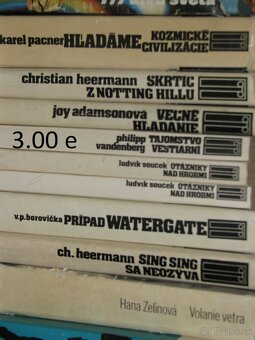 karel pacner HĽADÁME KOZMICKÉ
CIVILIZÁCIE
christian heermann SKRTIČ
Z NOTTING HILLU
joy adamsonová VEČNÉ
HĽADANIE
3.00 e
philipp TAJOMSTVO
vandenberg VESTIARNI
ludvík souček OTÁZNIKY
NAD HROBMI
ludvík souček OTÁZNIKY
NAD HROBMI
v.p. borovička PRÍPAD WATERGATE
ch. heermann SING SING
SA NEOZÝVA
Hana Zelinová Volanie vetra